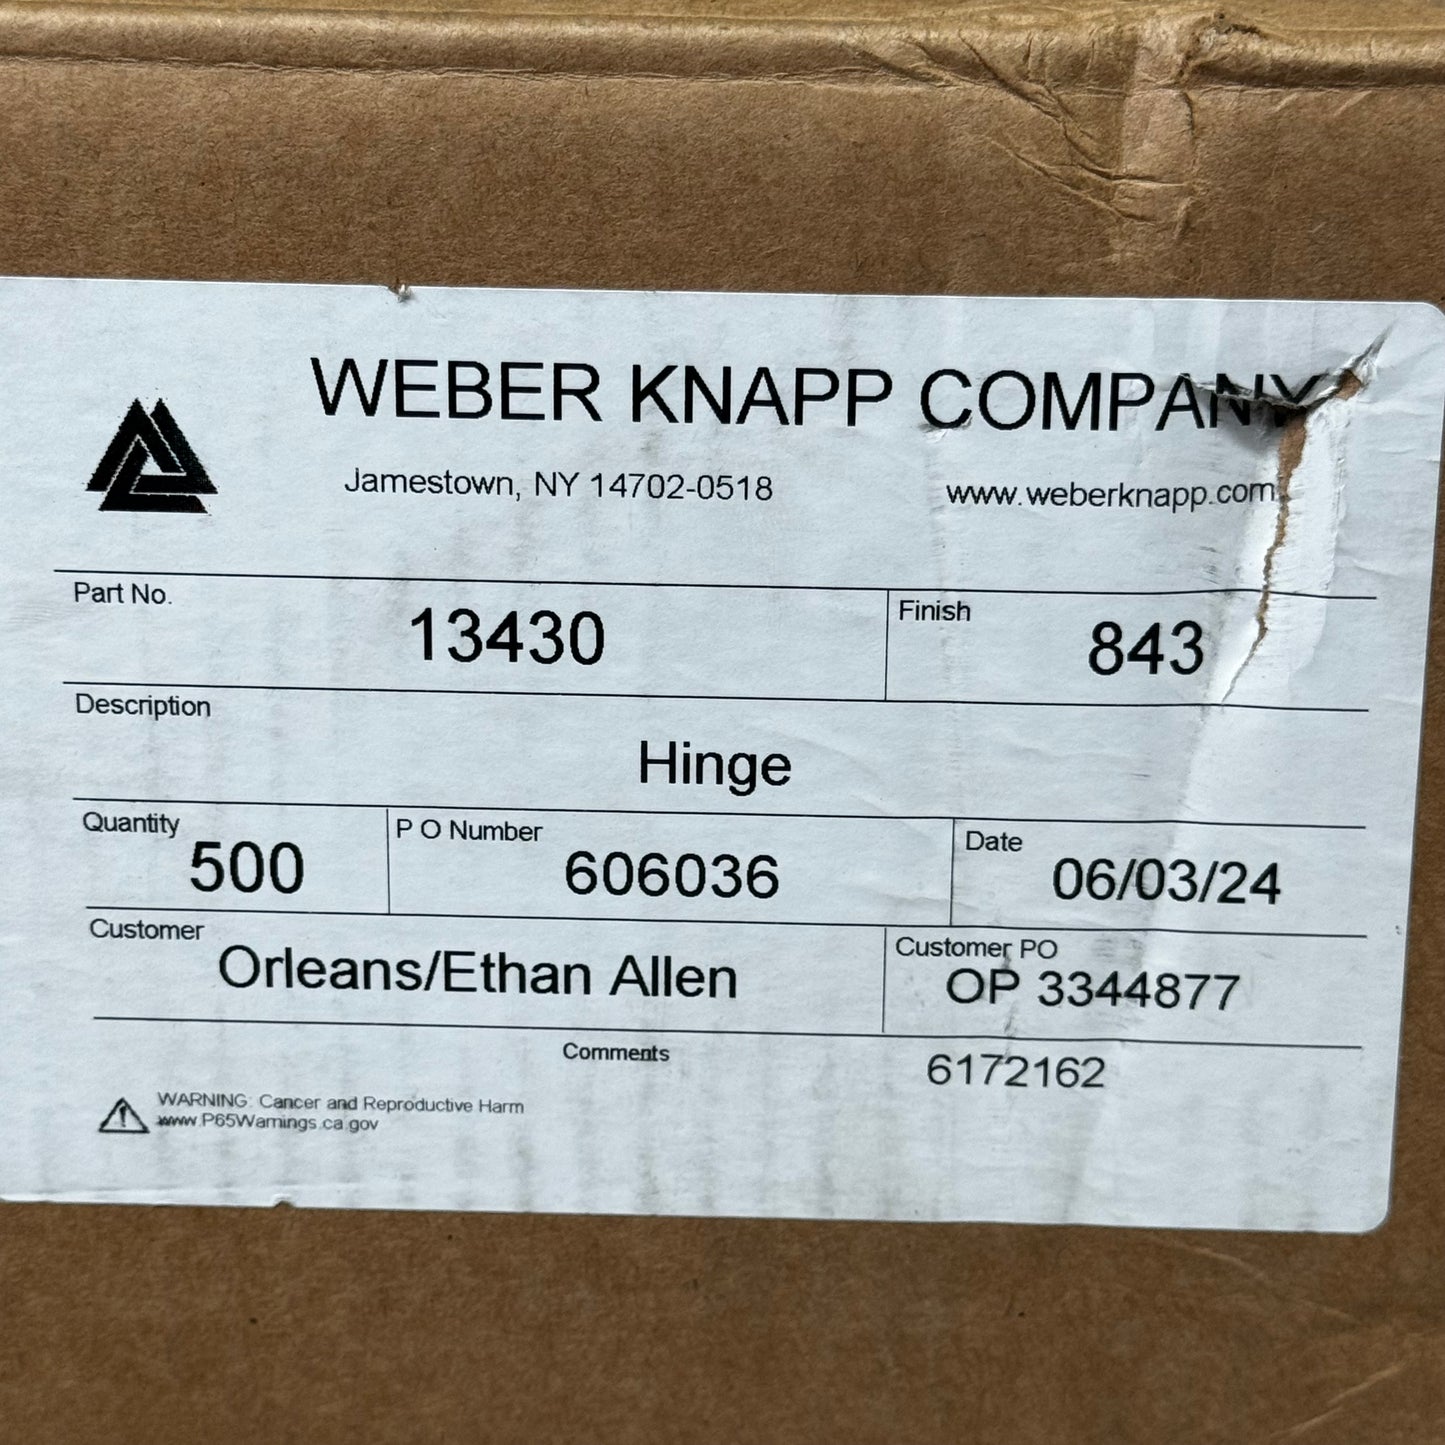 WEBER KNAPP COMPANY
Jamestown, NY 14702-0518 www.weberknapp.com
Part No. 13430 Finish 843
Description
Hinge
Quantity 500 P O Number 606036 Date 06/03/24
Customer Orleans/Ethan Allen Customer PO OP 3344877
Comments 6172162
WARNING: Cancer and Reproductive Harm
www.P65Warnings.ca.gov